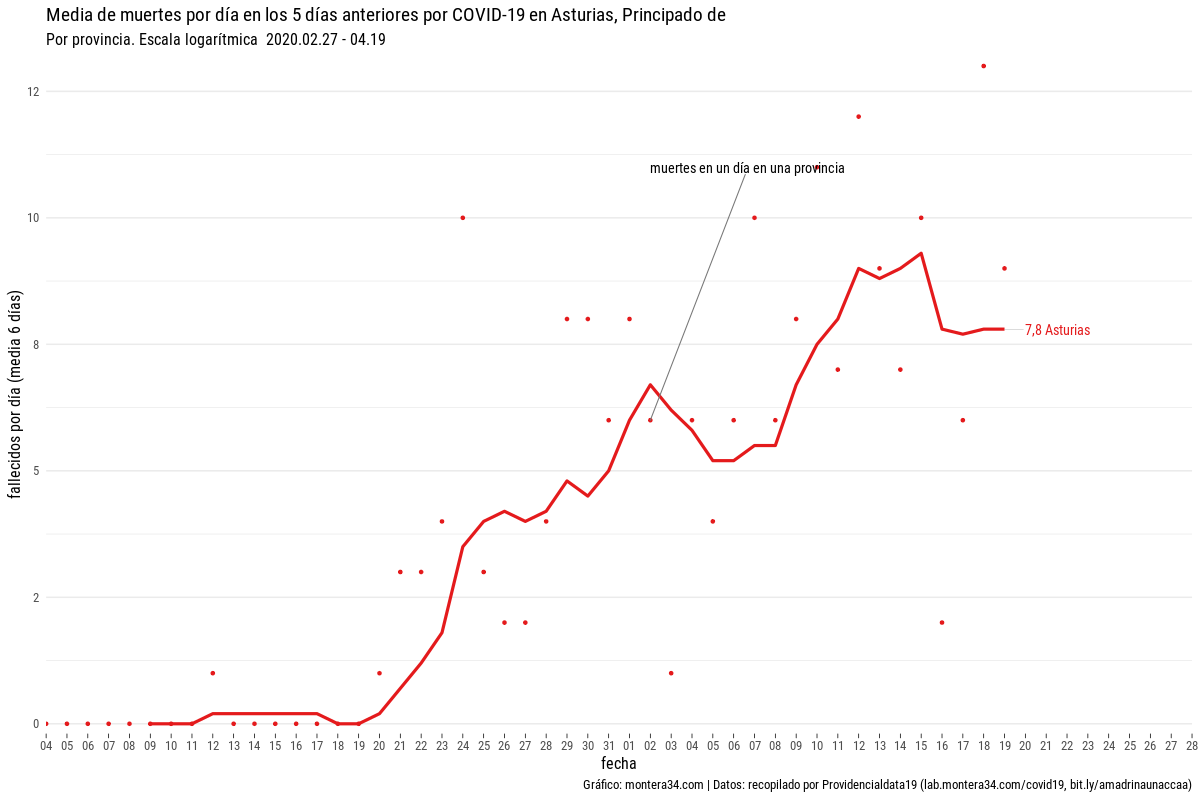 Media de muertes por día en los 5 días anteriores por COVID-19 en Asturias, Principado de
Por provincia. Escala logarítmica  2020.02.27 - 04.19
fallecidos por día (media 6 días)
12
10
8
5
2
0
muertes en un día en una provincia
7,8 Asturias
04 05 06 07 08 09 10 11 12 13 14 15 16 17 18 19 20 21 22 23 24 25 26 27 28 29 30 31 01 02 03 04 05 06 07 08 09 10 11 12 13 14 15 16 17 18 19 20 21 22 23 24 25 26 27 28
fecha
Gráfico: montera34.com | Datos: recopilado por Providencialdata19 (lab.montera34.com/covid19, bit.ly/amadrinaunaccaa)